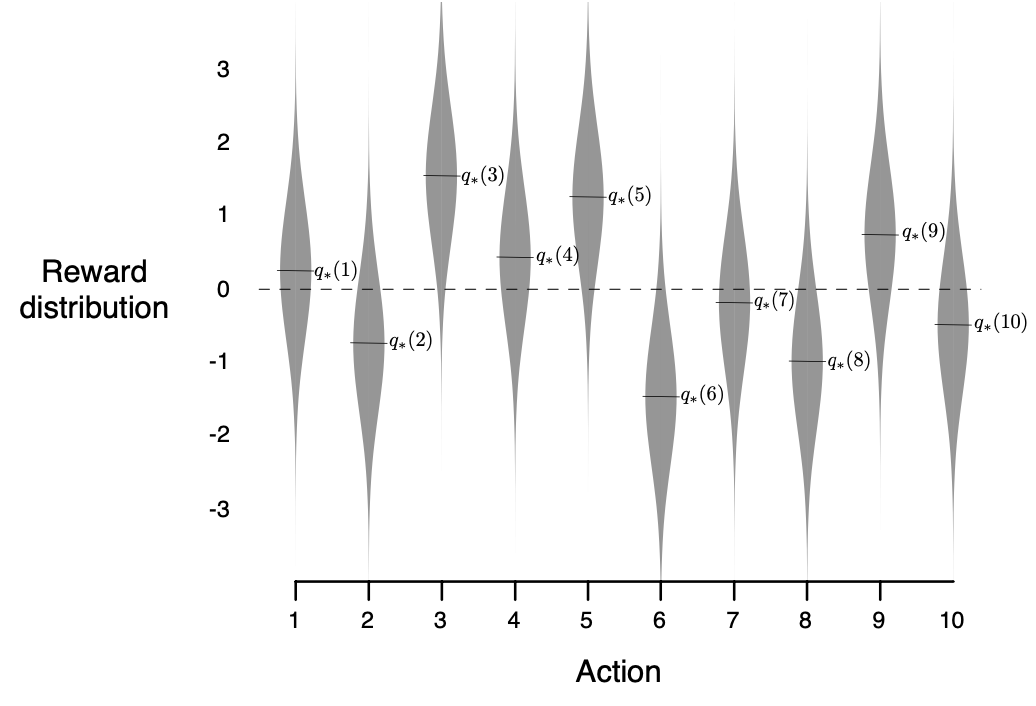 3
2
1
0
-1
-2
-3
Reward
distribution
q∗(1)
q∗(2)
q∗(3)
q∗(4)
q∗(5)
q∗(6)
q∗(7)
q∗(8)
q∗(9)
q∗(10)
1 2 3 4 5 6 7 8 9 10
Action